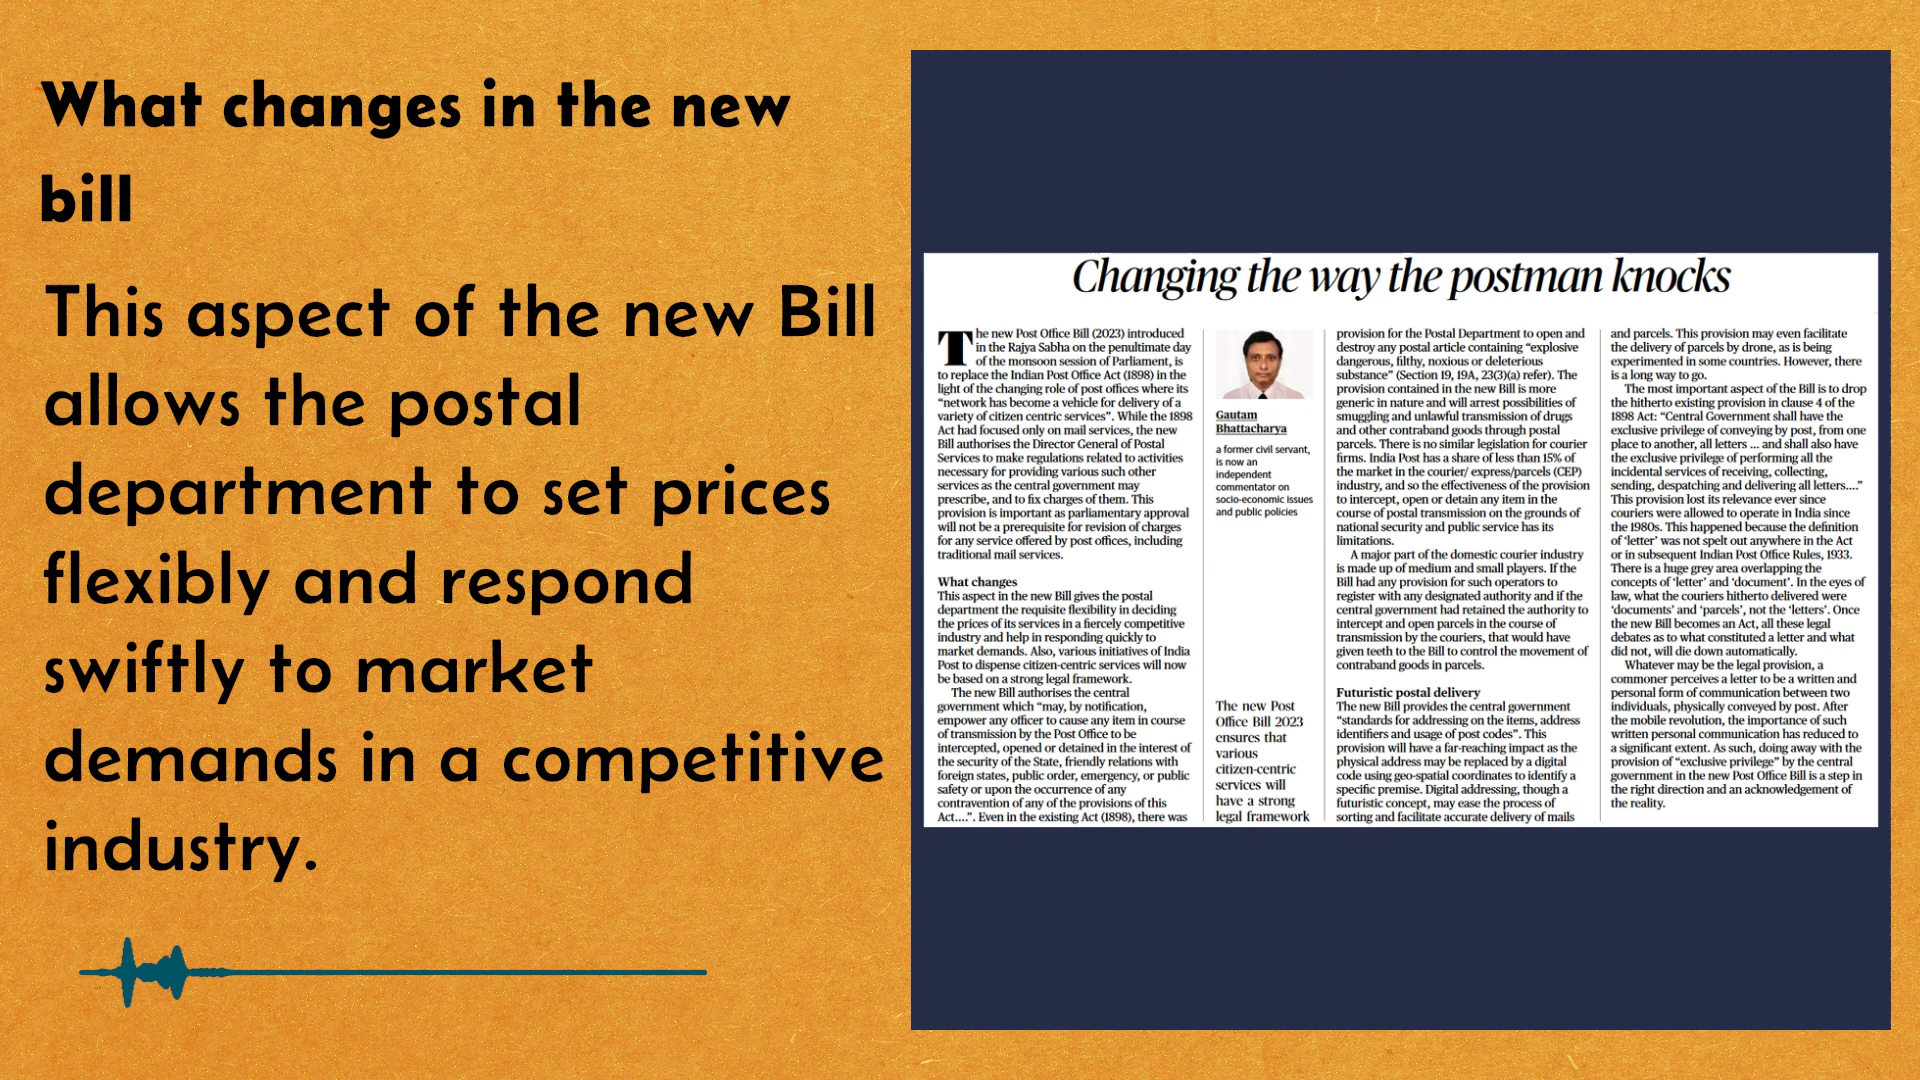 What changes in the new
bill
This aspect of the new Bill
allows the postal
department to set prices
flexibly and respond
swiftly to market
demands in a competitive
industry.
Changing the way the postman knocks
The new Post Office Bill (2023) introduced
in the Rajya Sabha on the penultimate day
of the monsoon session of Parliament, is
to replace the Indian Post Office Act (1898) in the
light of the changing role of post offices where its
“network has become a vehicle for delivery of a
variety of citizen centric services”. While the 1898
Act had focused only on mail services, the new
Bill authorises the Director General of Postal
Services to make regulations related to activities
necessary for providing various such other
services as the central government may
prescribe, and to fix charges of them. This
provision is important as parliamentary approval
will not be a prerequisite for revision of charges
for any service offered by post offices, including
traditional mail services.
What changes
This aspect in the new Bill gives the postal
department the requisite flexibility in deciding
the prices of its services in a fiercely competitive
industry and help in responding quickly to
market demands. Also, various initiatives of India
Post to dispense citizen-centric services will now
be based on a strong legal framework.
The new Bill authorises the central
government which “may, by notification,
empower any officer to cause any item in course
of transmission by the Post Office to be
intercepted, opened or detained in the interest of
the security of the State, friendly relations with
foreign states, public order, emergency, or public
safety or upon the occurrence of any
contravention of any of the provisions of this
Act....”. Even in the existing Act (1898), there was
Gautam
Bhattacharya
a former civil servant,
is now an
independent
commentator on
socio-economic issues
and public policies
The new Post
Office Bill 2023
ensures that
various
citizen-centric
services will
have a strong
legal framework
provision for the Postal Department to open and
destroy any postal article containing “explosive
dangerous, filthy, noxious or deleterious
substance” (Section 19, 19A, 23(3)(a) refer). The
provision contained in the new Bill is more
generic in nature and will arrest possibilities of
smuggling and unlawful transmission of drugs
and other contraband goods through postal
parcels. There is no similar legislation for courier
firms. India Post has a share of less than 15% of
the market in the courier/ express/parcels (CEP)
industry, and so the effectiveness of the provision
to intercept, open or detain any item in the
course of postal transmission on the grounds of
national security and public service has its
limitations.
A major part of the domestic courier industry
is made up of medium and small players. If the
Bill had any provision for such operators to
register with any designated authority and if the
central government had retained the authority to
intercept and open parcels in the course of
transmission by the couriers, that would have
given teeth to the Bill to control the movement of
contraband goods in parcels.
Futuristic postal delivery
The new Bill provides the central government
“standards for addressing on the items, address
identifiers and usage of post codes”. This
provision will have a far-reaching impact as the
physical address may be replaced by a digital
code using geo-spatial coordinates to identify a
specific premise. Digital addressing, though a
futuristic concept, may ease the process of
sorting and facilitate accurate delivery of mails
and parcels. This provision may even facilitate
the delivery of parcels by drone, as is being
experimented in some countries. However, there
is a long way to go.
The most important aspect of the Bill is to drop
the hitherto existing provision in clause 4 of the
1898 Act: “Central Government shall have the
exclusive privilege of conveying by post, from one
place to another, all letters ... and shall also have
the exclusive privilege of performing all the
incidental services of receiving, collecting,
sending, despatching and delivering all letters....”
This provision lost its relevance ever since
couriers were allowed to operate in India since
the 1980s. This happened because the definition
of ‘letter’ was not spelt out anywhere in the Act
or in subsequent Indian Post Office Rules, 1933.
There is a huge grey area overlapping the
concepts of ‘letter’ and ‘document’. In the eyes of
law, what the couriers hitherto delivered were
‘documents’ and ‘parcels’, not the ‘letters’. Once
the new Bill becomes an Act, all these legal
debates as to what constituted a letter and what
did not, will die down automatically.
Whatever may be the legal provision, a
commoner perceives a letter to be a written and
personal form of communication between two
individuals, physically conveyed by post. After
the mobile revolution, the importance of such
written personal communication has reduced to
a significant extent. As such, doing away with the
provision of “exclusive privilege” by the central
government in the new Post Office Bill is a step in
the right direction and an acknowledgement of
the reality.